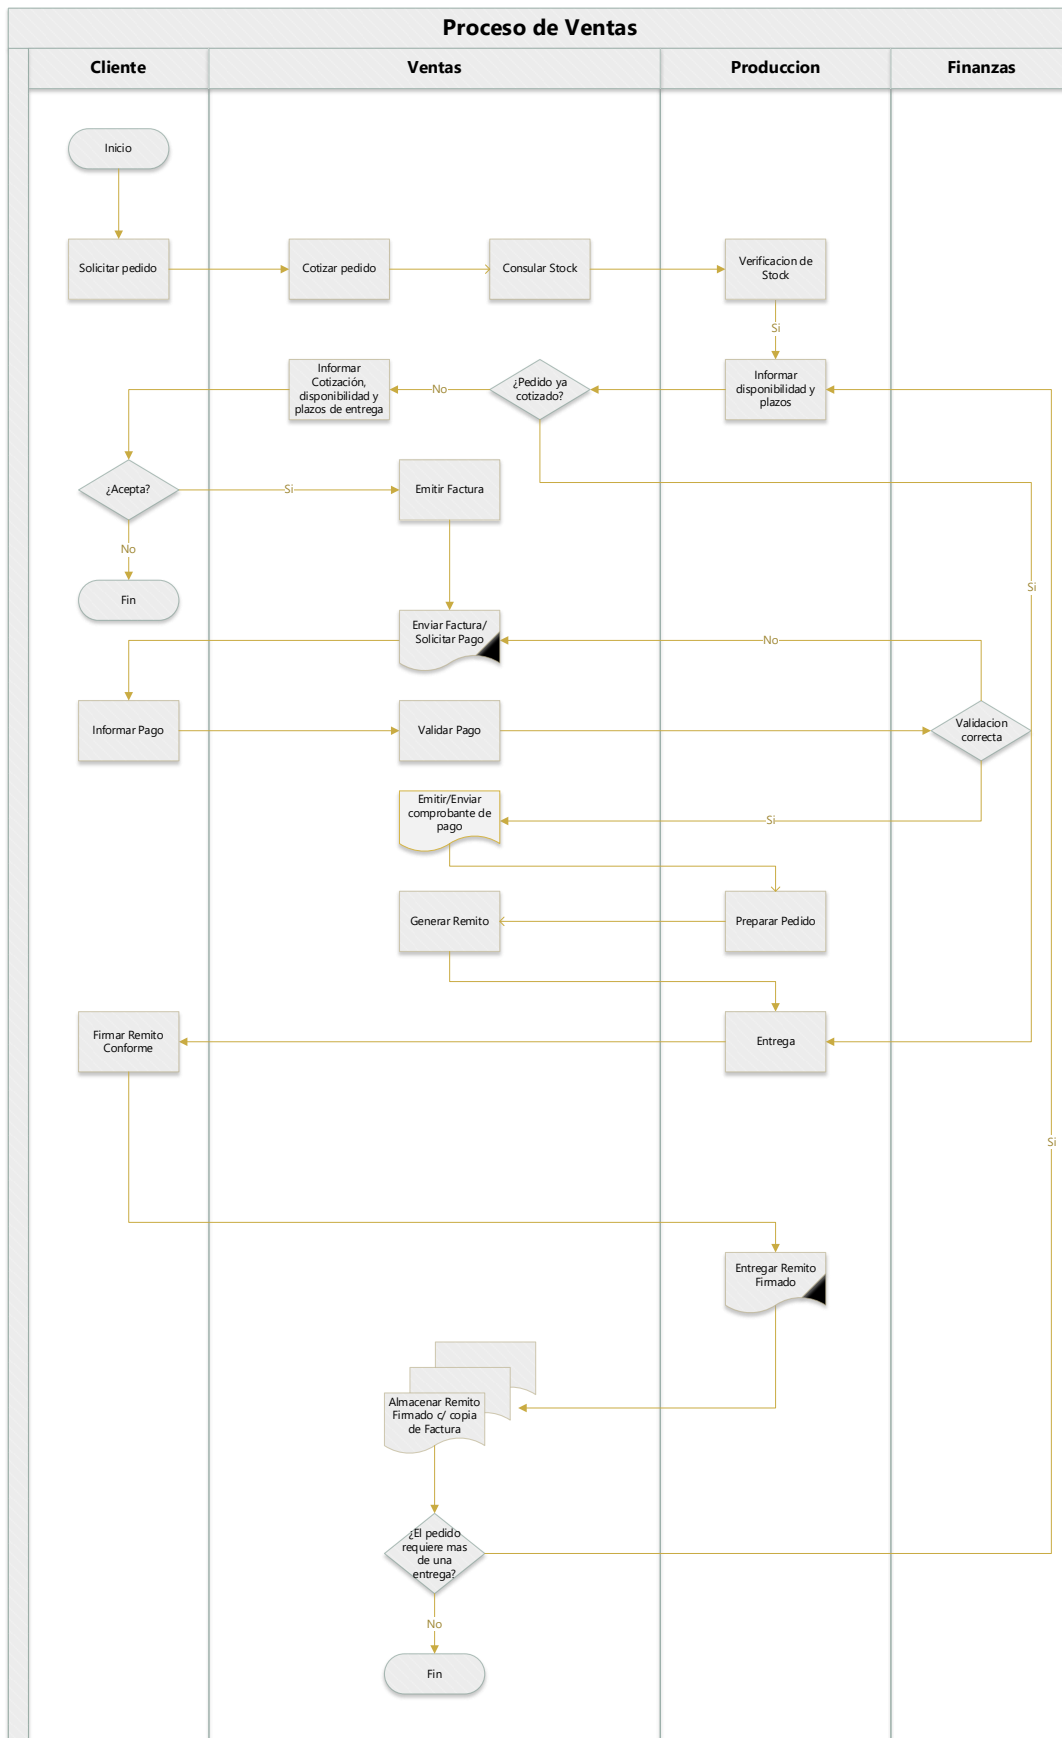 Proceso de Ventas
Cliente
Ventas
Produccion
Finanzas
Inicio
Solicitar pedido
Cotizar pedido
Consular Stock
Verificacion de
Stock
Si
Informar
Cotización,
disponibilidad y
plazos de entrega
No
¿Pedido ya
cotizado?
Informar
disponibilidad y
plazos
¿Acepta?
Si
Emitir Factura
No
Fin
Si
Enviar Factura/
Solicitar Pago
No
Informar Pago
Validar Pago
Validacion
correcta
Emitir/Enviar
comprobante de
pago
Si
Generar Remito
Preparar Pedido
Firmar Remito
Conforme
Entrega
Si
Entregar Remito
Firmado
Almacenar Remito
Firmado c/ copia
de Factura
¿El pedido
requiere mas
de una
entrega?
No
Fin